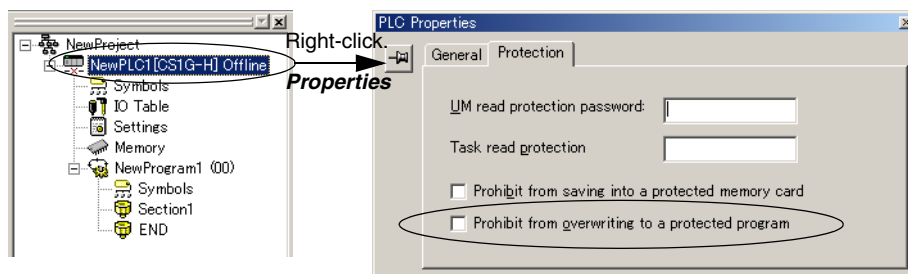 NewProject
NewPLC1[CS1G-H] Offline
Symbols
IO Table
Settings
Memory
NewProgram1 (00)
Symbols
Section1
END
Right-click.
Properties
PLC Properties
General Protection
UM read protection password:
Task read protection
Prohibit from saving into a protected memory card
Prohibit from overwriting to a protected program